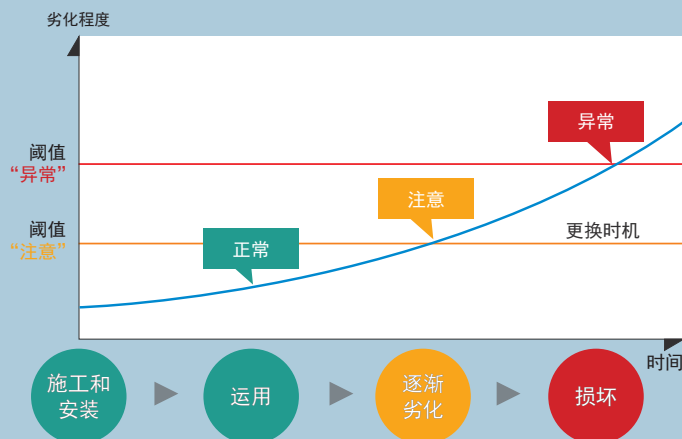 劣化程度
异常
阈值
“异常”
注意
阈值
“注意”
正常
更换时机
时间
施工和
安装
运用
逐渐
劣化
损坏